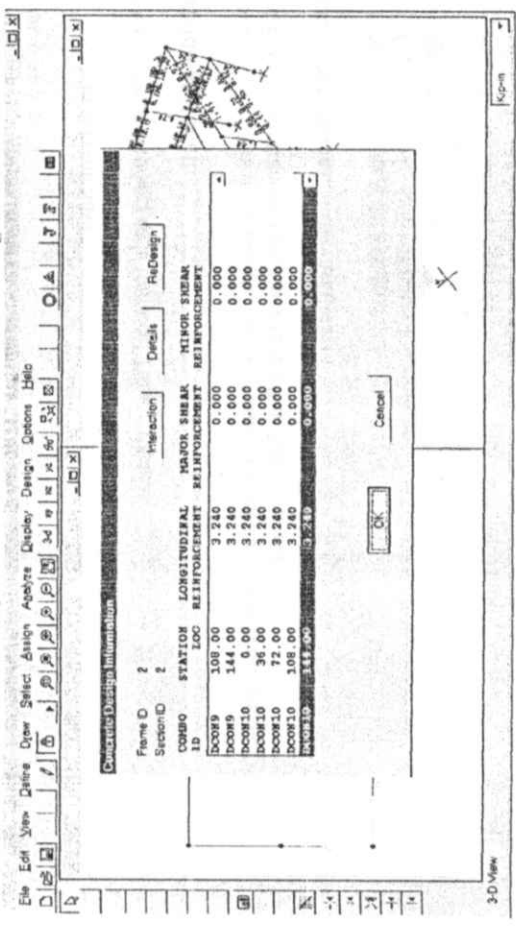 File Edit View Define Draw Select Assign Analyze Display Design Options Help
3-d
Concrete Design Information
Frame ID 2
Section ID 2
Interaction Details ReDesign
COMBO STATION LONGITUDINAL MAJOR SHEAR MINOR SHEAR
ID LOC REINFORCEMENT REINFORCEMENT REINFORCEMENT
DCON9 108.00 3.240 0.000 0.000
DCON9 144.00 3.240 0.000 0.000
DCON10 0.00 3.240 0.000 0.000
DCON10 36.00 3.240 0.000 0.000
DCON10 72.00 3.240 0.000 0.000
DCON10 108.00 3.240 0.000 0.000
DCON10 144.00 3.240 0.000 0.000
OK Cancel
3-D View
Kip-in